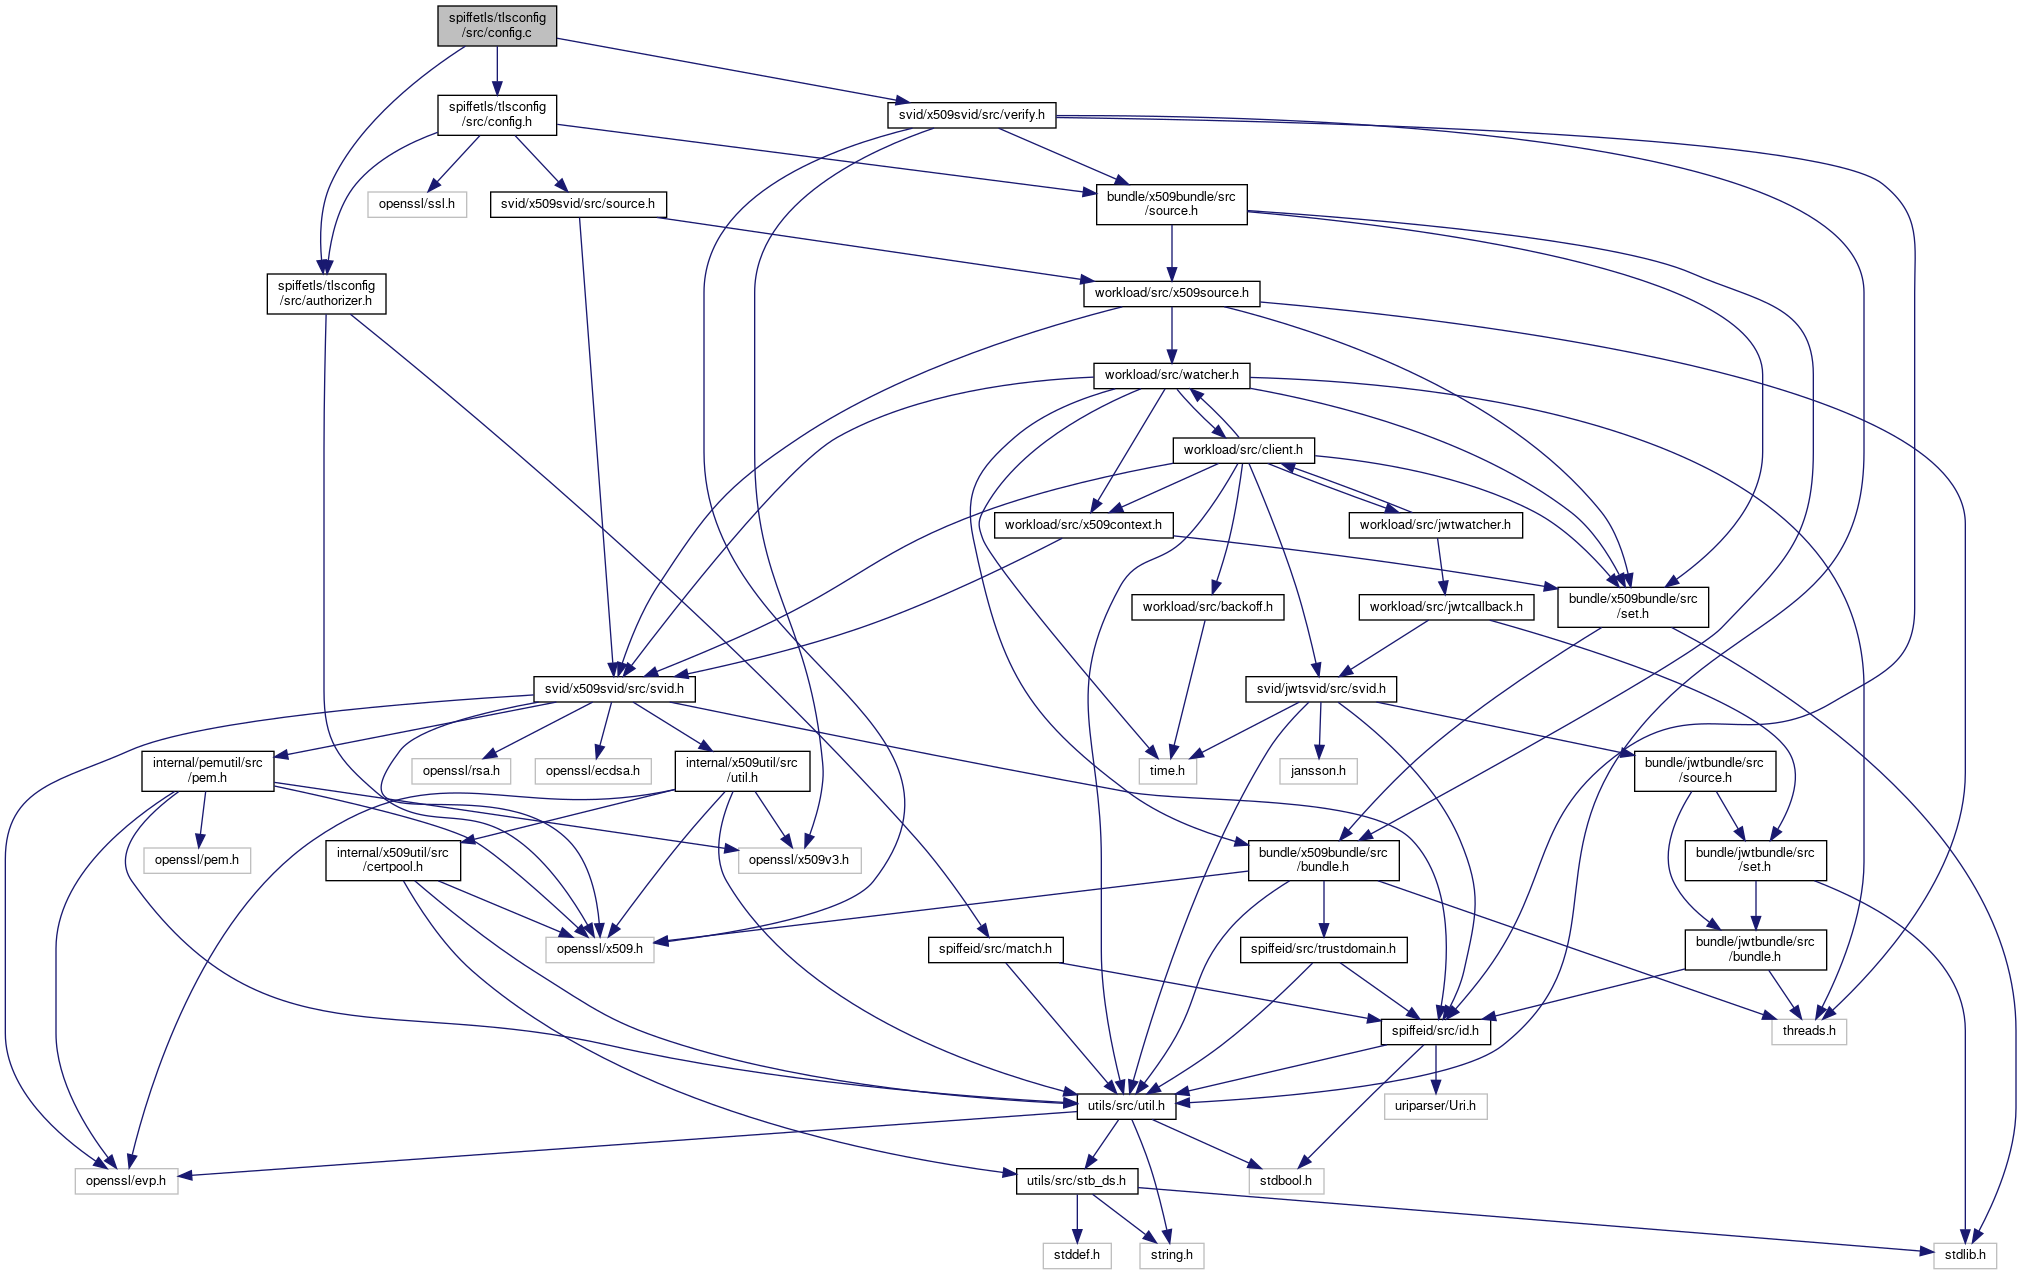 spiffetls/tlsconfig
/src/config.c
spiffetls/tlsconfig
/src/config.h
svid/x509svid/src/verify.h
openssl/ssl.h
svid/x509svid/src/source.h
bundle/x509bundle/src
/source.h
spiffetls/tlsconfig
/src/authorizer.h
workload/src/x509source.h
workload/src/watcher.h
workload/src/client.h
workload/src/x509context.h
workload/src/jwtwatcher.h
workload/src/backoff.h
workload/src/jwtcallback.h
bundle/x509bundle/src
/set.h
svid/x509svid/src/svid.h
svid/jwtsvid/src/svid.h
internal/pemutil/src
/pem.h
openssl/rsa.h
openssl/ecdsa.h
internal/x509util/src
/util.h
time.h
jansson.h
bundle/jwtbundle/src
/source.h
openssl/pem.h
internal/x509util/src
/certpool.h
openssl/x509v3.h
bundle/x509bundle/src
/bundle.h
bundle/jwtbundle/src
/set.h
openssl/x509.h
spiffeid/src/match.h
spiffeid/src/trustdomain.h
bundle/jwtbundle/src
/bundle.h
spiffeid/src/id.h
threads.h
utils/src/util.h
uriparser/Uri.h
openssl/evp.h
utils/src/stb_ds.h
stdbool.h
stddef.h
string.h
stdlib.h